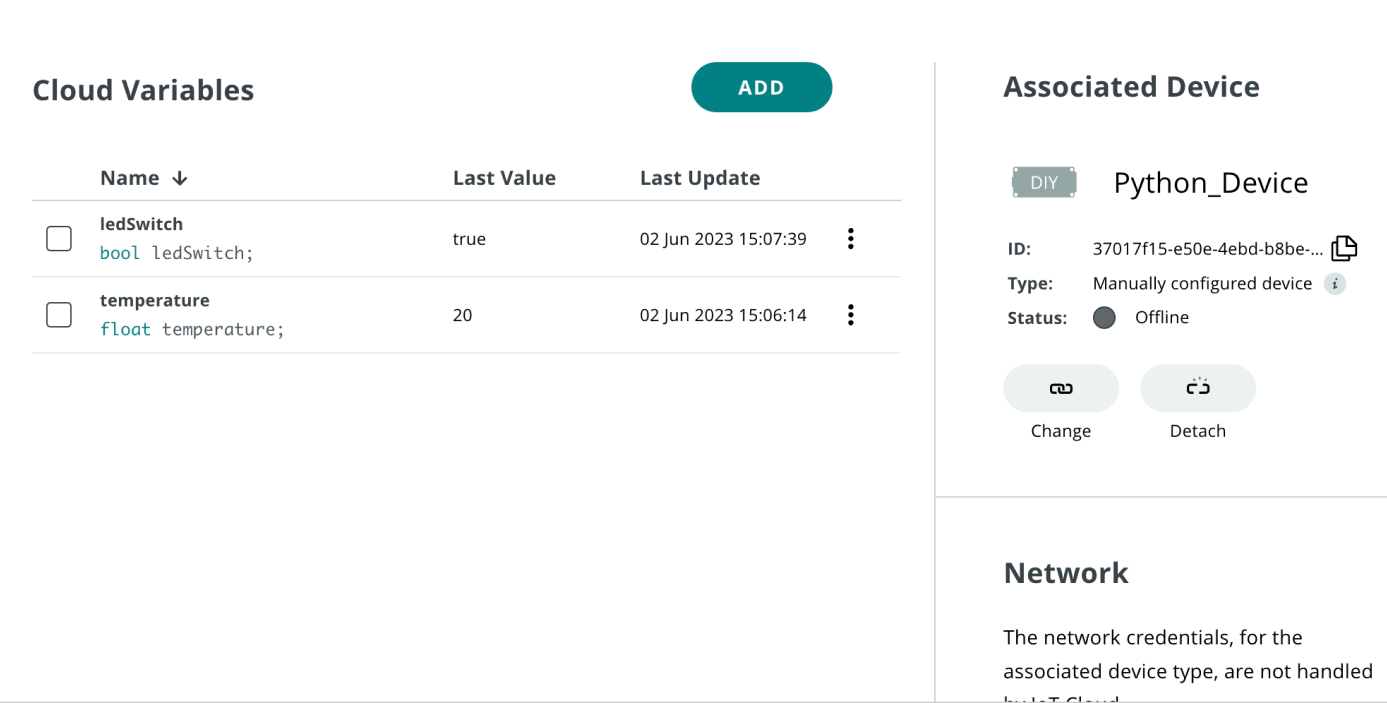 Cloud Variables
ADD
Name ↓ Last Value Last Update
ledSwitch
bool ledSwitch;
true
02 Jun 2023 15:07:39
temperature
float temperature;
20
02 Jun 2023 15:06:14
Associated Device
DIY
Python_Device
ID: 37017f15-e50e-4ebd-b8be-...
Type: Manually configured device i
Status: Offline
Change Detach
Network
The network credentials, for the
associated device type, are not handled
by IoT Cloud